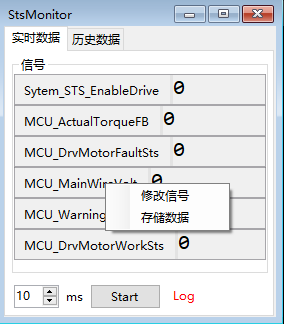 StsMonitor
实时数据 历史数据
信号
Sytem_STS_EnableDrive 0
MCU_ActualTorqueFB 0
MCU_DrvMotorFaultSts 0
MCU_MainWireVolt 0
修改信号
MCU_Warning
存储数据
MCU_DrvMotorWorkSts 0
10 ms Start Log